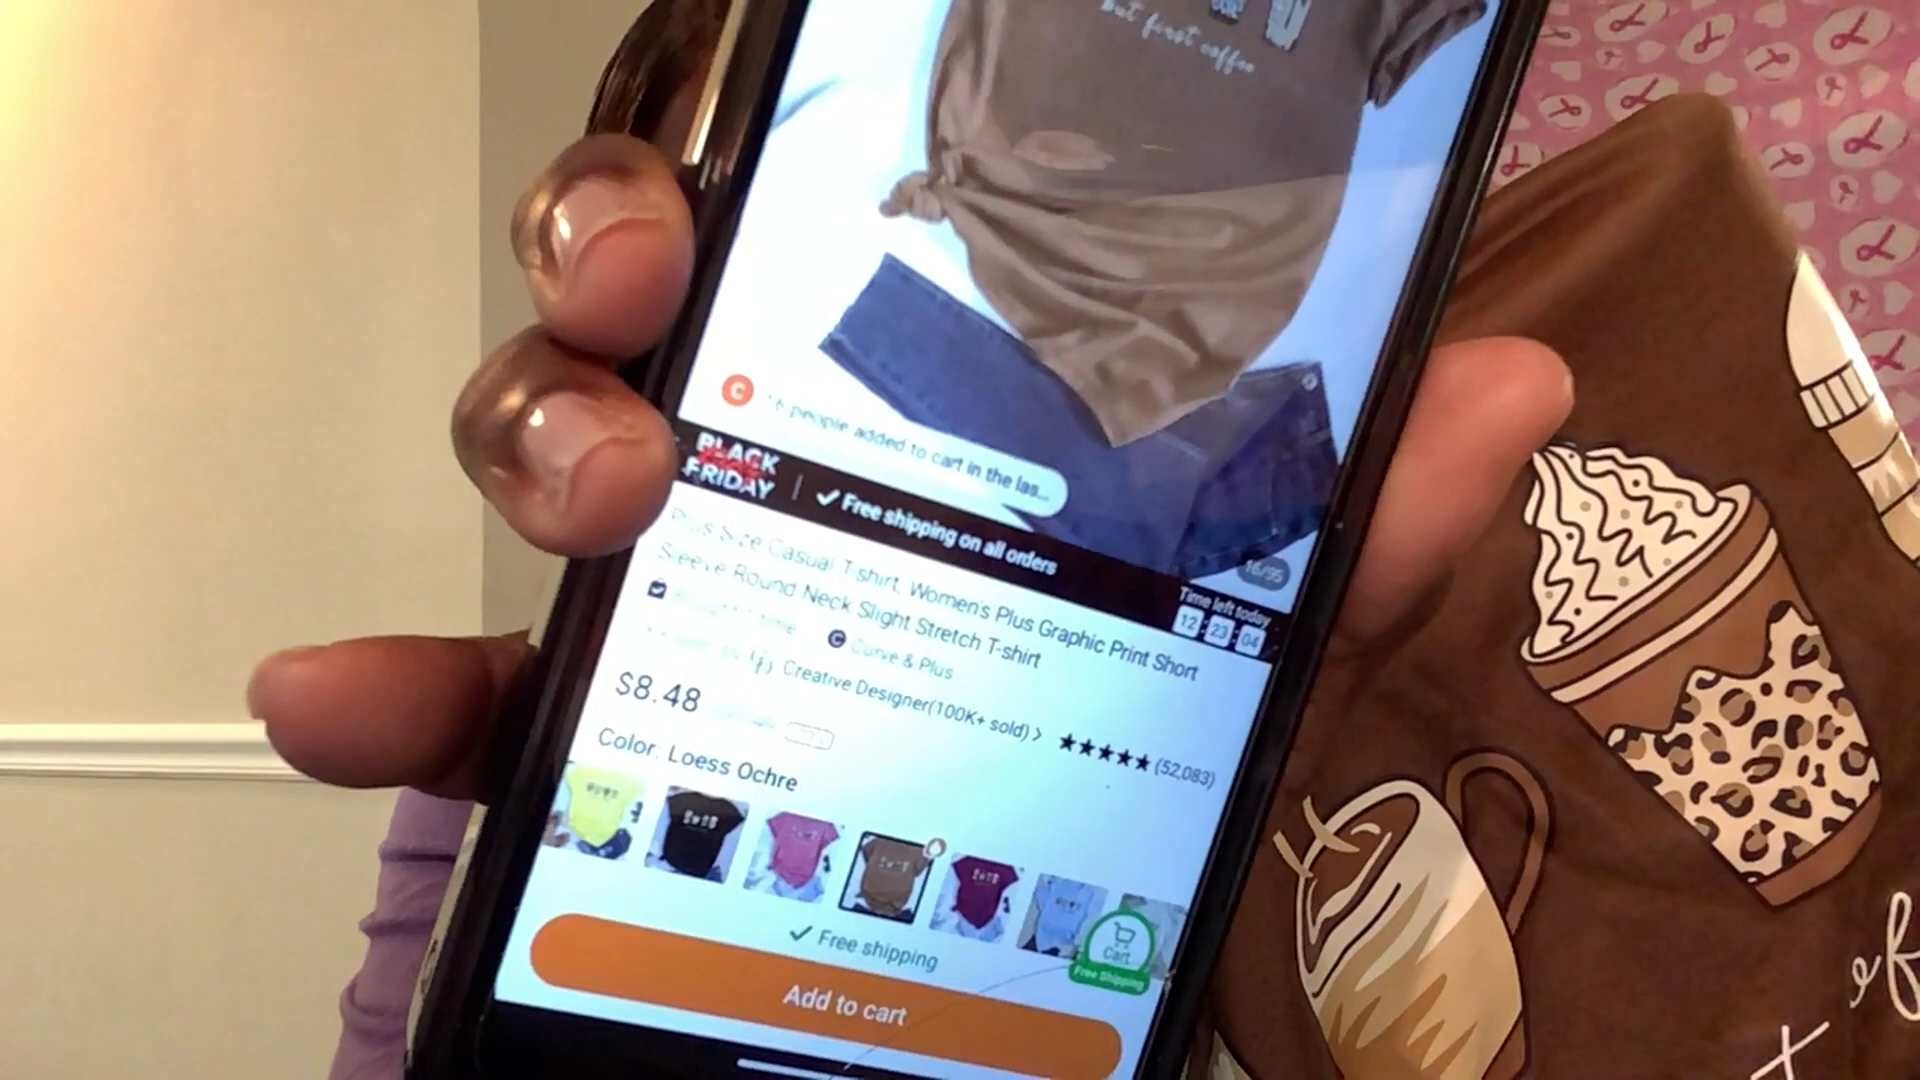 but first coffee
16 people added to cart in the las...
BLACK
FRIDAY
✓ Free shipping on all orders
16/95
Time left today
12:23:04
Plus Size Casual T-shirt, Women's Plus Graphic Print Short
Sleeve Round Neck Slight Stretch T-shirt
C Curve & Plus
Creative Designer(100K+ sold) >
★★★★★ (52,083)
$8.48
Color: Loess Ochre
✓ Free shipping
Cart
Free Shipping
Add to cart